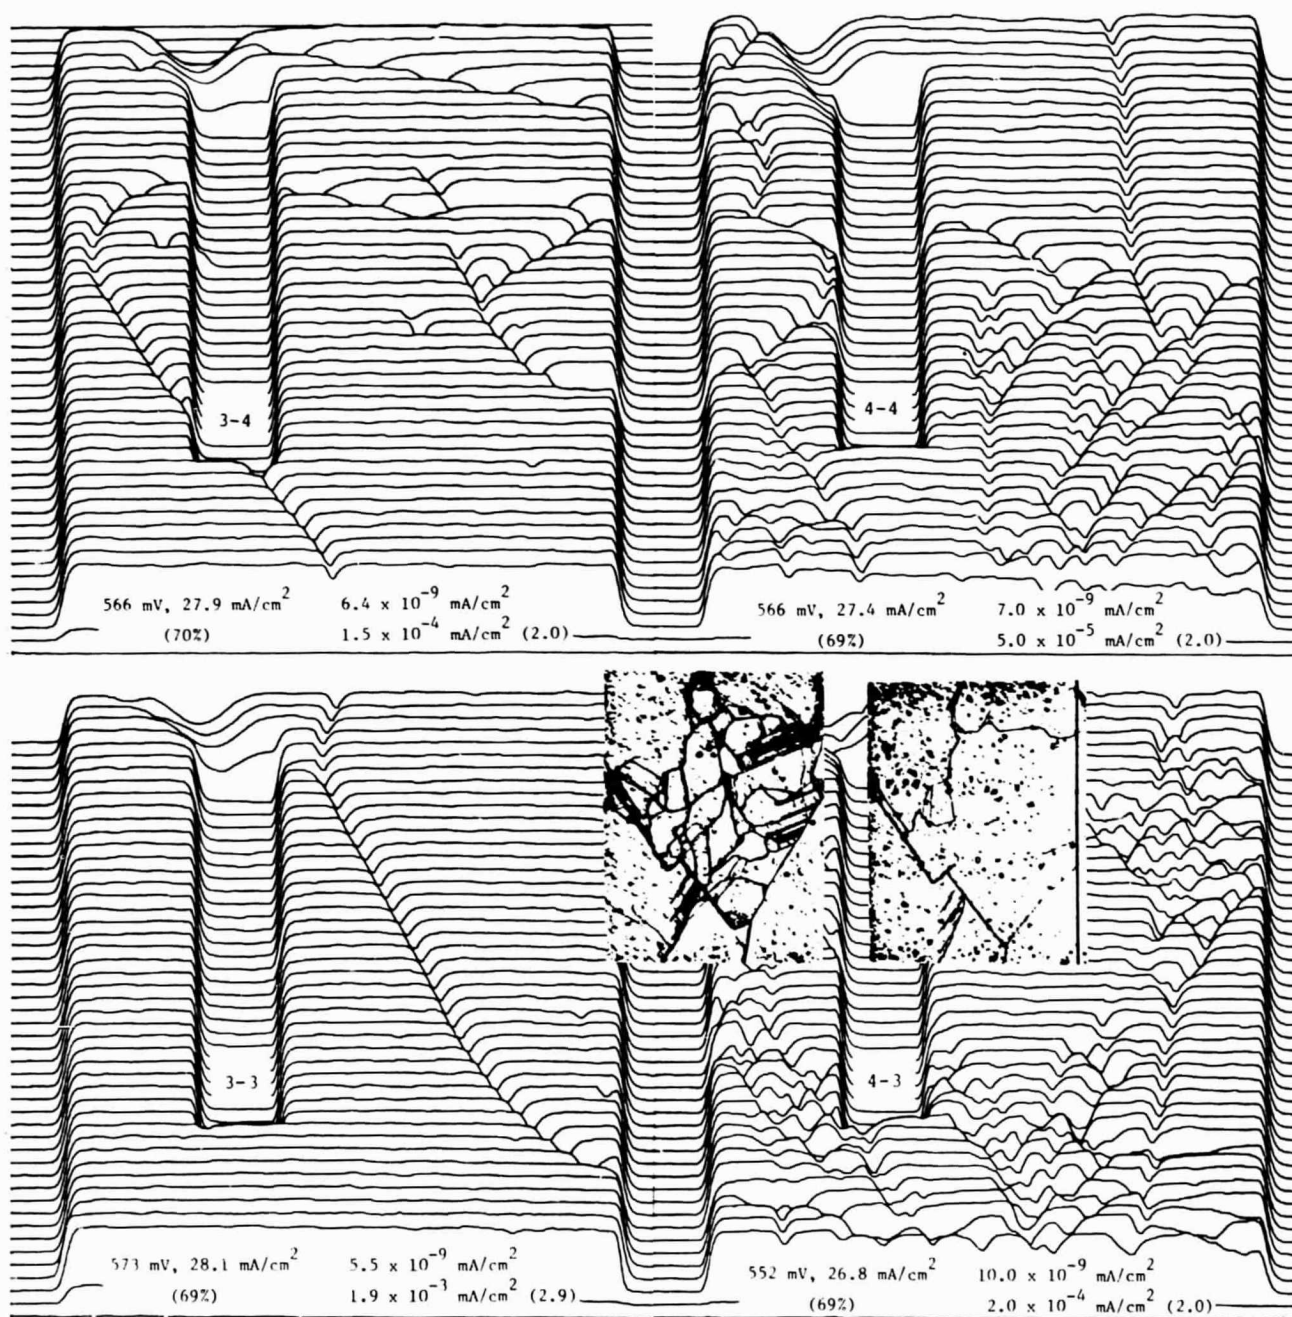 3-4
4-4
566 mV, 27.9 mA/cm² 6.4 x 10⁻⁹ mA/cm²
(70%) 1.5 x 10⁻⁴ mA/cm² (2.0)
566 mV, 27.4 mA/cm² 7.0 x 10⁻⁹ mA/cm²
(69%) 5.0 x 10⁻⁵ mA/cm² (2.0)
3-3
4-3
573 mV, 28.1 mA/cm² 5.5 x 10⁻⁹ mA/cm²
(69%) 1.9 x 10⁻³ mA/cm² (2.9)
552 mV, 26.8 mA/cm² 10.0 x 10⁻⁹ mA/cm²
(69%) 2.0 x 10⁻⁴ mA/cm² (2.0)